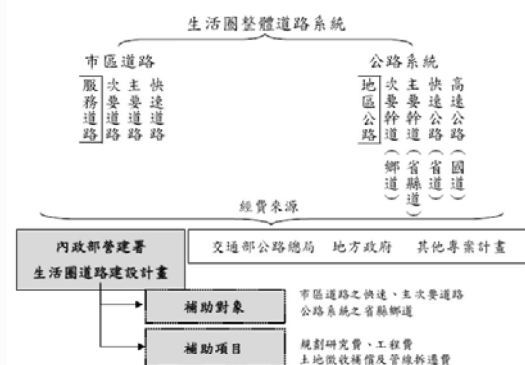 生活圈整體道路系統
市區道路
公路系統
服務道路
次要道路
主要道路
快速道路
地區公路
次要幹道（鄉道）
主要幹道（省縣道）
快速公路（省道）
高速公路（國道）
經費來源
內政部營建署
生活圈道路建設計畫
交通部公路總局 地方政府 其他專案計畫
補助對象
市區道路之快速、主次要道路
公路系統之省縣鄉道
補助項目
規劃研究費、工程費
土地徵收補償及管線拆遷費